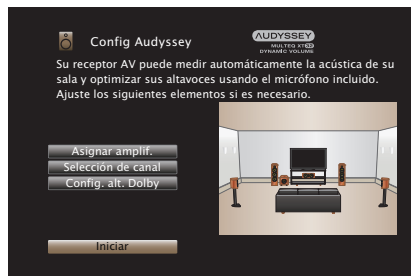 Config Audyssey
AUDYSSEY
MULTEQ XT32
DYNAMIC VOLUME
Su receptor AV puede medir automáticamente la acústica de su
sala y optimizar sus altavoces usando el micrófono incluido.
Ajuste los siguientes elementos si es necesario.
Asignar amplif.
Selección de canal
Config. alt. Dolby
Iniciar